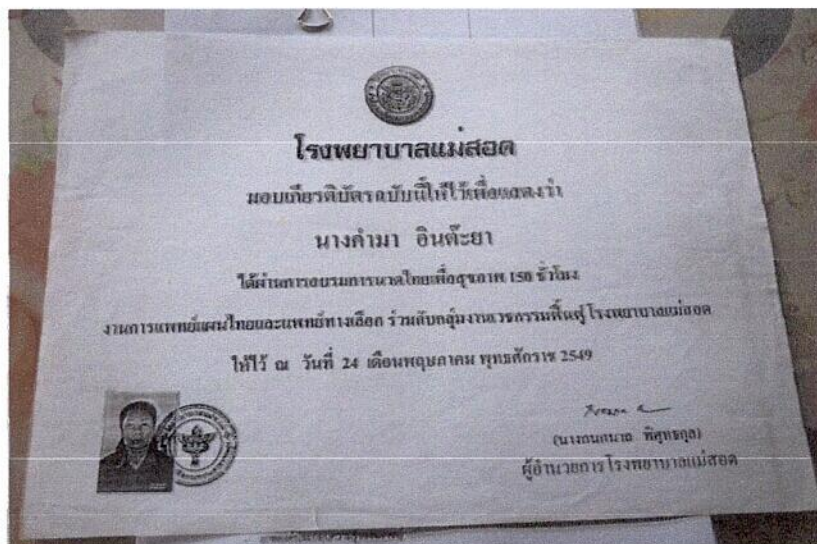 โรงพยาบาลแม่สอด
มอบเกียรติบัตรฉบับนี้ให้ไว้เพื่อแสดงว่า
นางคำมา อินต๊ะยา
ได้ผ่านการอบรมการนวดไทยเพื่อสุขภาพ 150 ชั่วโมง
งานการแพทย์แผนไทยและแพทย์ทางเลือก ร่วมกับกลุ่มงานเวชกรรมฟื้นฟู โรงพยาบาลแม่สอด
ให้ไว้ ณ วันที่ 24 เดือนพฤษภาคม พุทธศักราช 2549
ผู้อำนวยการโรงพยาบาลแม่สอด